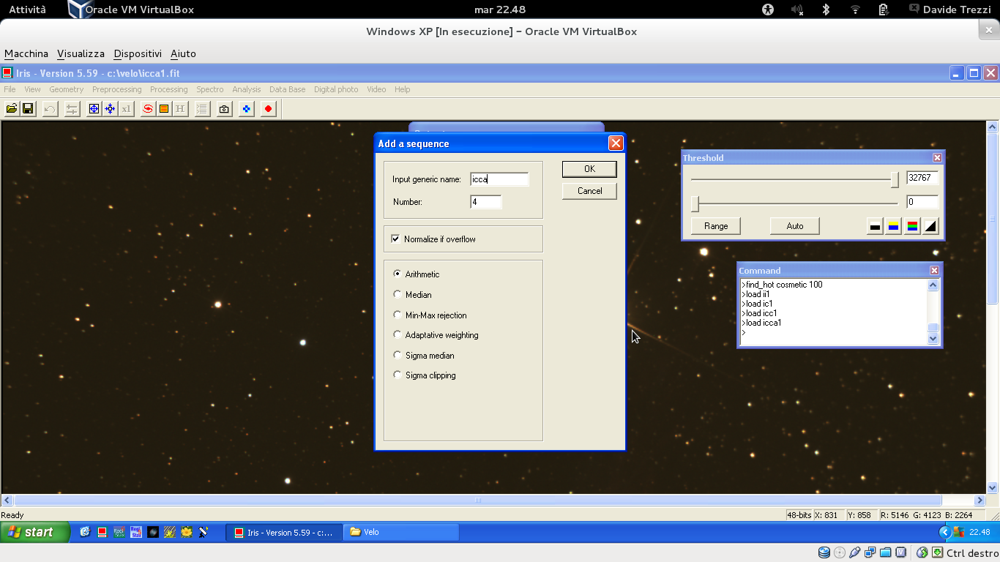 Attività
Oracle VM VirtualBox
mar 22.48
Davide Trezzi
Windows XP [In esecuzione] – Oracle VM VirtualBox
Macchina Visualizza Dispositivi Aiuto
Iris - Version 5.59 - c:\velo\icca1.fit
File View Geometry Preprocessing Processing Spectro Analysis Data Base Digital photo Video Help
x1
H
Add a sequence
Input generic name: icca
Number: 4
OK
Cancel
Normalize if overflow
Arithmetic
Median
Min-Max rejection
Adaptative weighting
Sigma median
Sigma clipping
Threshold
32767
0
Range
Auto
Command
>find_hot cosmetic 100
>load ii1
>load ic1
>load icc1
>load icca1
>
Ready
48-bits X: 831 Y: 858 R: 5146 G: 4123 B: 2264
start
Iris - Version 5.59 - c:...
Velo
22.48
Ctrl destro